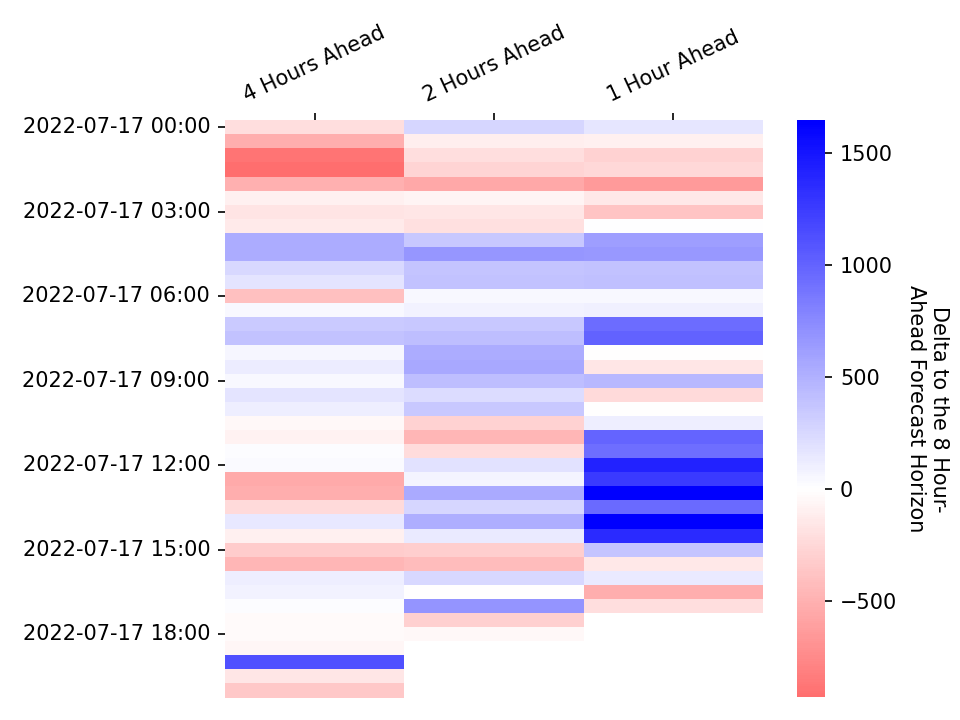 4 Hours Ahead
2 Hours Ahead
1 Hour Ahead
2022-07-17 00:00
2022-07-17 03:00
2022-07-17 06:00
2022-07-17 09:00
2022-07-17 12:00
2022-07-17 15:00
2022-07-17 18:00
1500
1000
500
0
−500
Delta to the 8 Hour-
Ahead Forecast Horizon